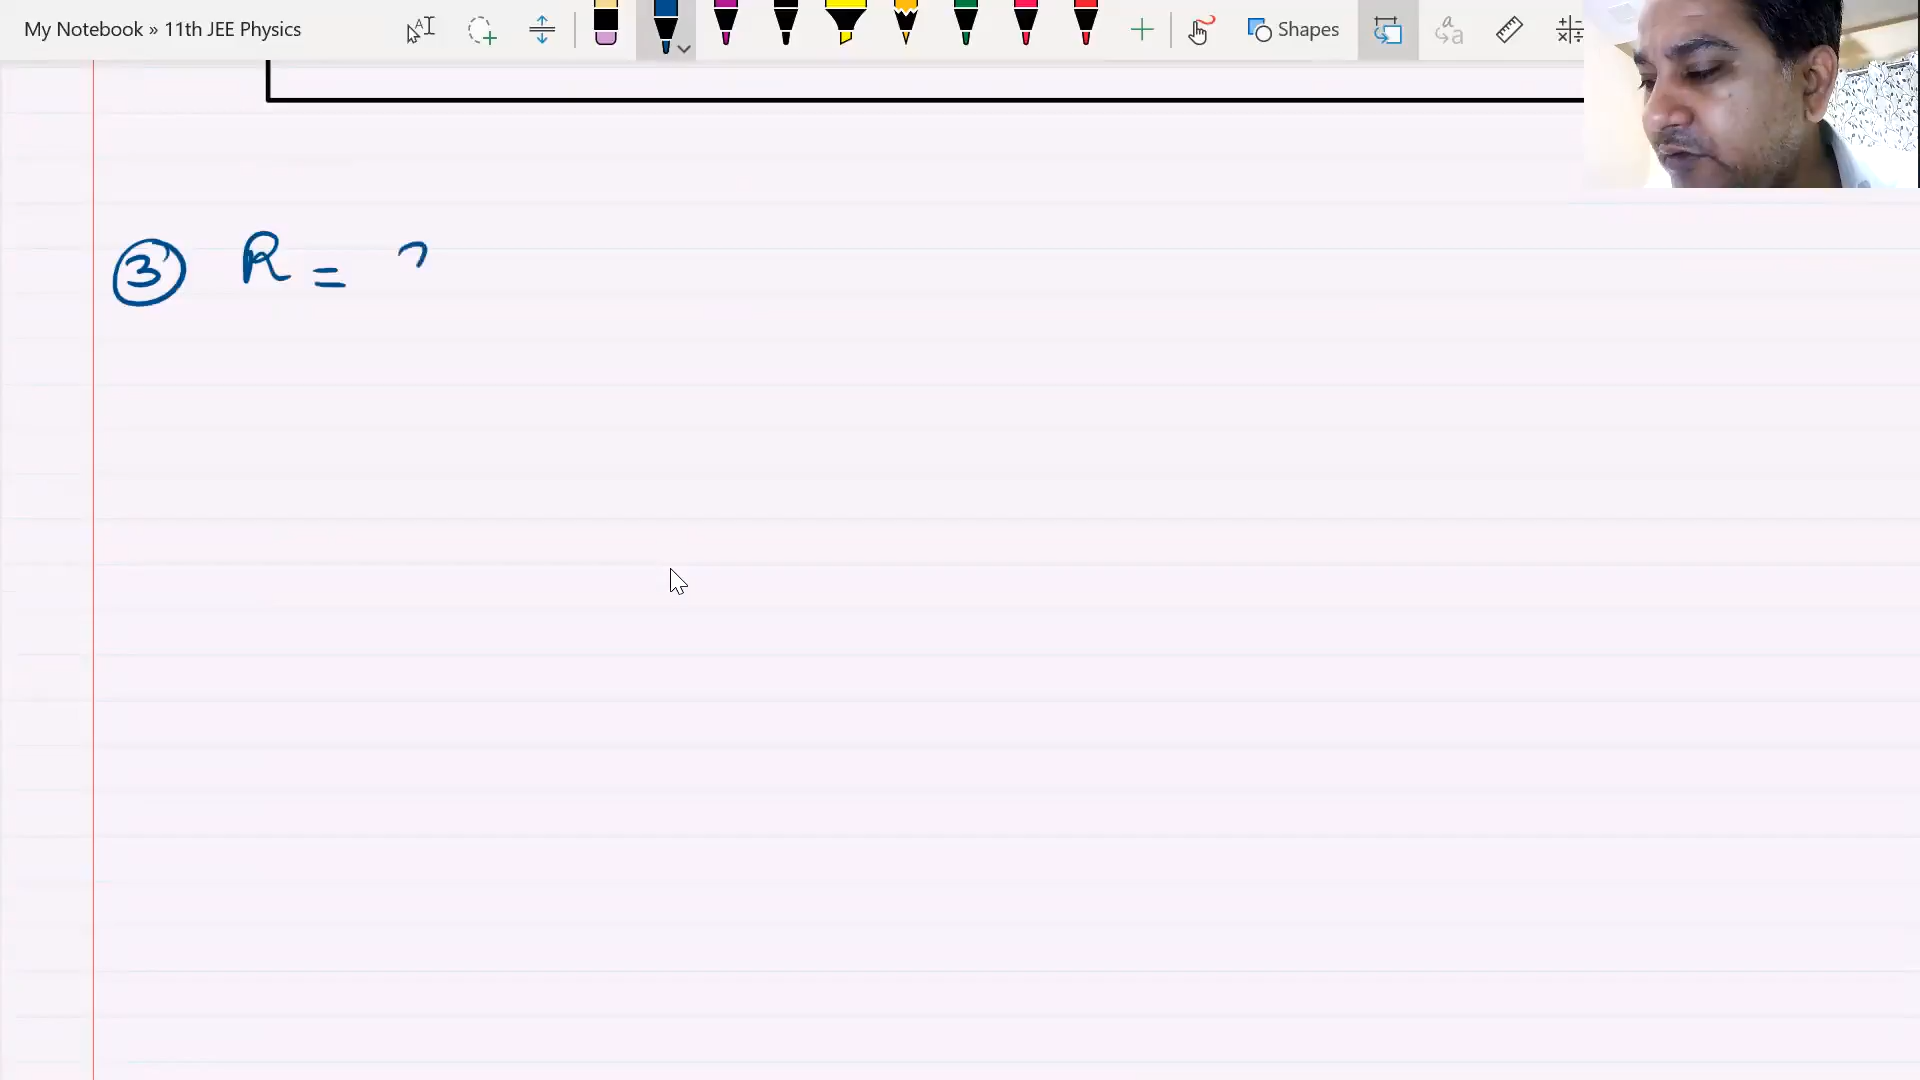 My Notebook » 11th JEE Physics
Shapes
③ R = ?